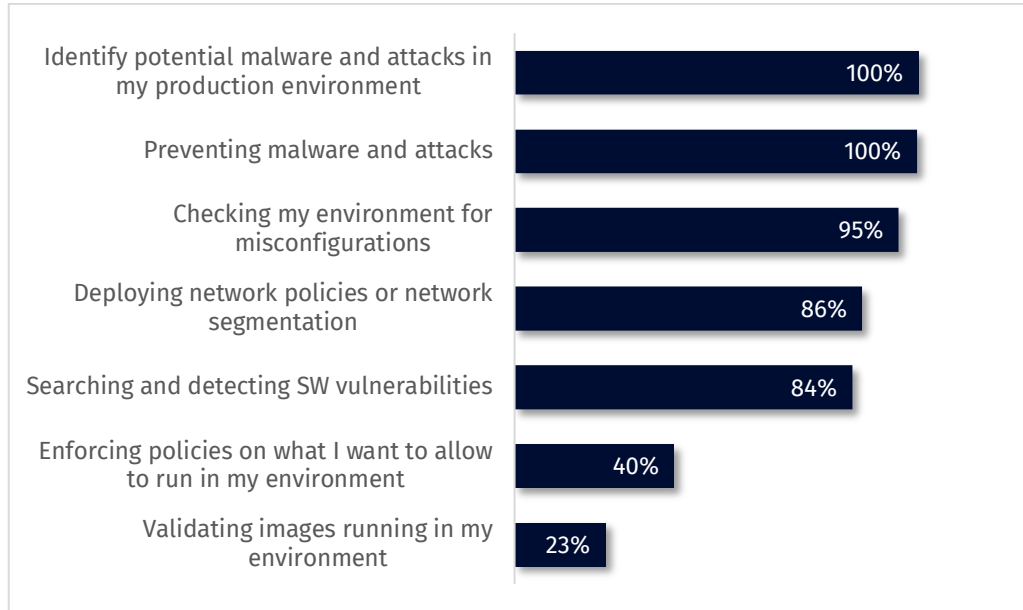 Identify potential malware and attacks in
my production environment
100%
Preventing malware and attacks
100%
Checking my environment for
misconfigurations
95%
Deploying network policies or network
segmentation
86%
Searching and detecting SW vulnerabilities
84%
Enforcing policies on what I want to allow
to run in my environment
40%
Validating images running in my
environment
23%